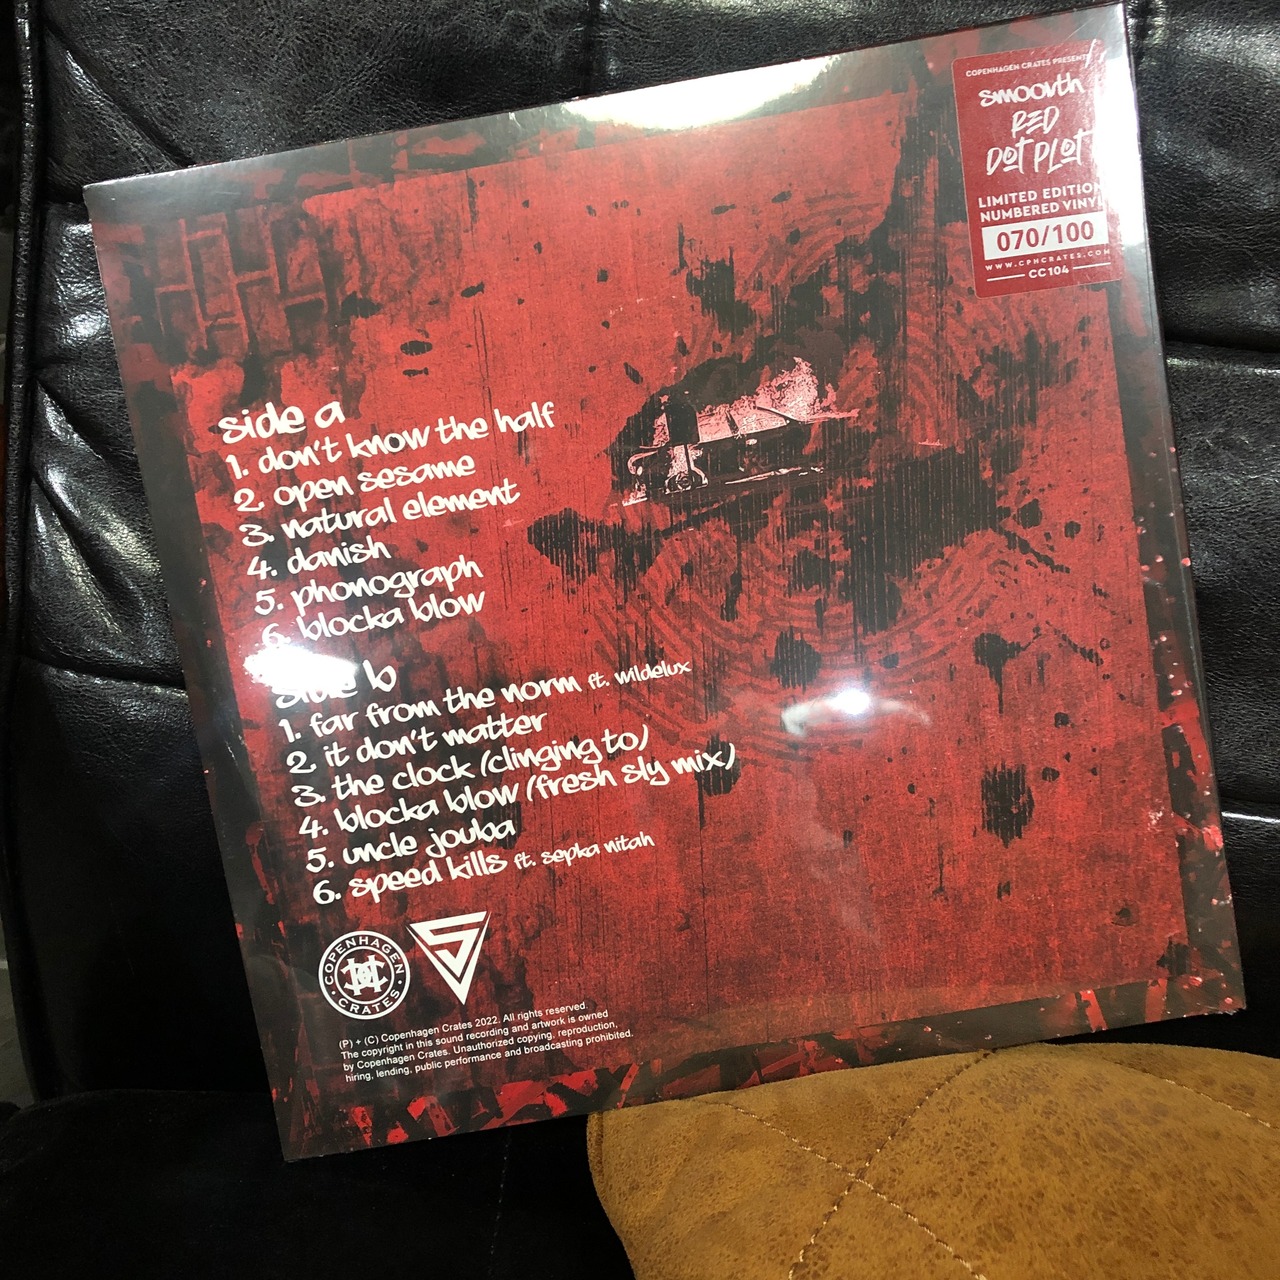 COPENHAGEN CRATES PRESENTS
smoovth
RED
DOT PLOT
LIMITED EDITION
NUMBERED VINYL
070/100
WWW.CPHCRATES.COM
CC104
side a
1. don't know the half
2. open sesame
3. natural element
4. danish
5. phonograph
6. blocka blow
side b
1. far from the norm ft. wildelux
2. it don't matter
3. the clock (clinging to)
4. blocka blow (fresh sly mix)
5. uncle jouba
6. speed kills ft. sepka nitah
COPENHAGEN
CRATES
(P) + (C) Copenhagen Crates 2022. All rights reserved.
The copyright in this sound recording and artwork is owned
by Copenhagen Crates. Unauthorized copying, reproduction,
hiring, lending, public performance and broadcasting prohibited.